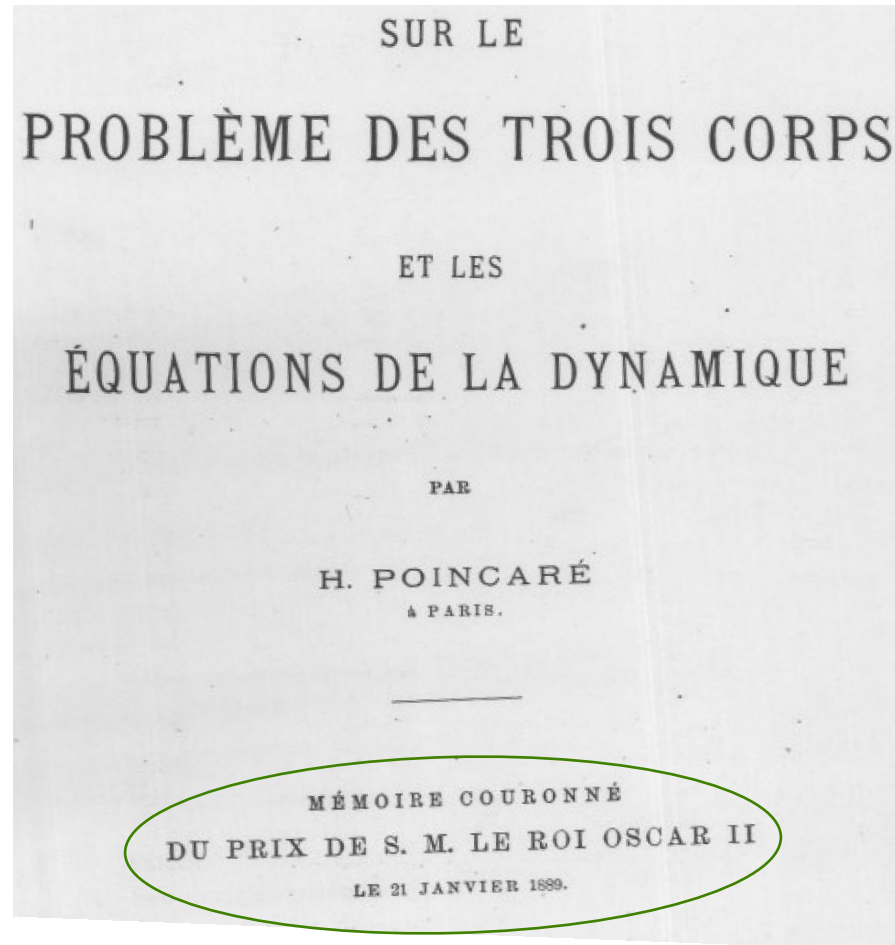 SUR LE
PROBLÈME DES TROIS CORPS
ET LES
ÉQUATIONS DE LA DYNAMIQUE
PAR
H. POINCARÉ
à PARIS.
MÉMOIRE COURONNÉ
DU PRIX DE S. M. LE ROI OSCAR II
LE 21 JANVIER 1889.